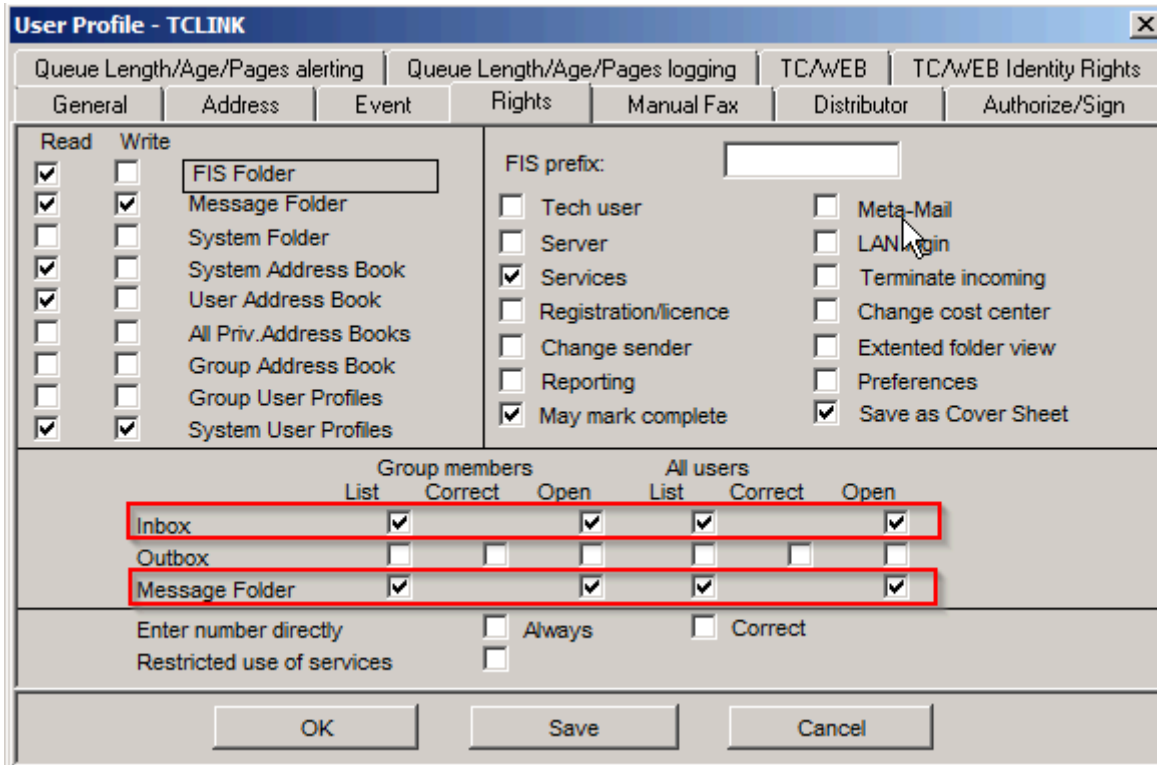 User Profile - TCLINK
Queue Length/Age/Pages alerting Queue Length/Age/Pages logging TC/WEB TC/WEB Identity Rights
General Address Event Rights Manual Fax Distributor Authorize/Sign
Read Write
FIS Folder
Message Folder
System Folder
System Address Book
User Address Book
All Priv.Address Books
Group Address Book
Group User Profiles
System User Profiles
FIS prefix:
Tech user
Server
Services
Registration/licence
Change sender
Reporting
May mark complete
Meta-Mail
LAN
Terminate incoming
Change cost center
Extented folder view
Preferences
Save as Cover Sheet
Group members All users
List Correct Open List Correct Open
Inbox
Outbox
Message Folder
Enter number directly Always Correct
Restricted use of services
OK Save Cancel